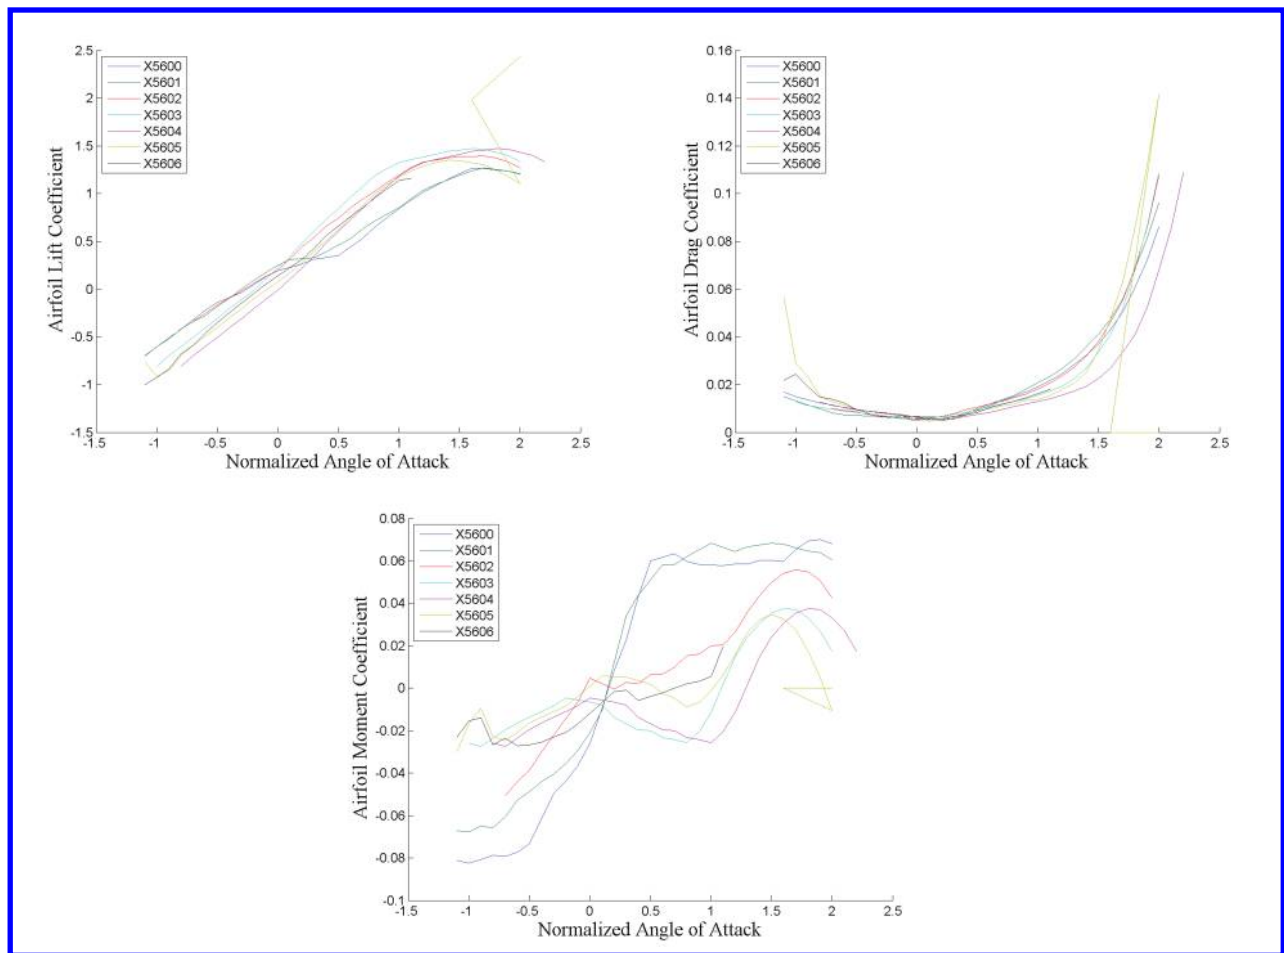 2.5
2
1.5
1
0.5
0
-0.5
-1
-1.5
Airfoil Lift Coefficient
X5600
X5601
X5602
X5603
X5604
X5605
X5606
-1.5 -1 -0.5 0 0.5 1 1.5 2 2.5
Normalized Angle of Attack
0.16
0.14
0.12
0.1
0.08
0.06
0.04
0.02
0
Airfoil Drag Coefficient
X5600
X5601
X5602
X5603
X5604
X5605
X5606
-1.5 -1 -0.5 0 0.5 1 1.5 2 2.5
Normalized Angle of Attack
0.08
0.06
0.04
0.02
0
-0.02
-0.04
-0.06
-0.08
-0.1
Airfoil Moment Coefficient
X5600
X5601
X5602
X5603
X5604
X5605
X5606
-1.5 -1 -0.5 0 0.5 1 1.5 2 2.5
Normalized Angle of Attack